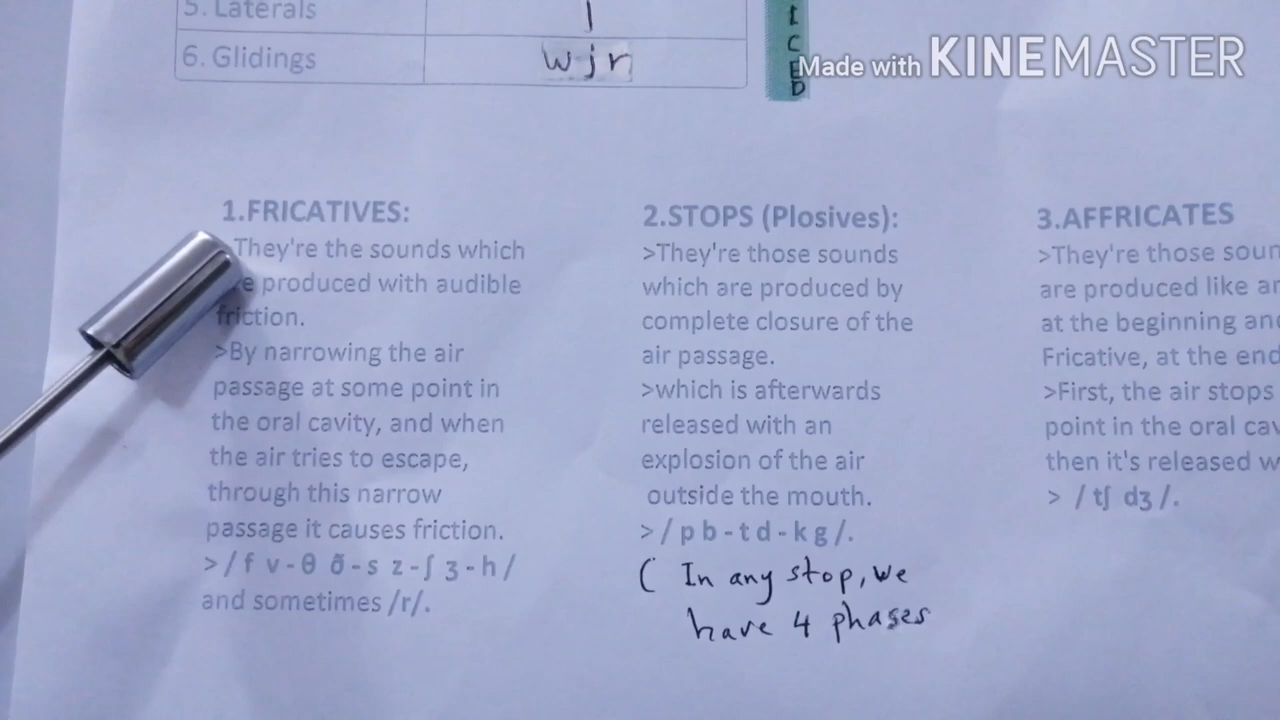 5. Laterals l
6. Glidings w j r
I
C
E
D
Made with KINEMASTER
1.FRICATIVES:
They're the sounds which
produced with audible
friction.
>By narrowing the air
passage at some point in
the oral cavity, and when
the air tries to escape,
through this narrow
passage it causes friction.
>/ f v - θ ð - s z - ʃ ʒ - h /
and sometimes /r/.
2.STOPS (Plosives):
>They're those sounds
which are produced by
complete closure of the
air passage.
>which is afterwards
released with an
explosion of the air
outside the mouth.
>/ p b - t d - k g /.
( In any stop, we
have 4 phases
3.AFFRICATES
>They're those soun
are produced like an
at the beginning and
Fricative, at the end
>First, the air stops
point in the oral cav
then it's released w
> / tʃ dʒ /.